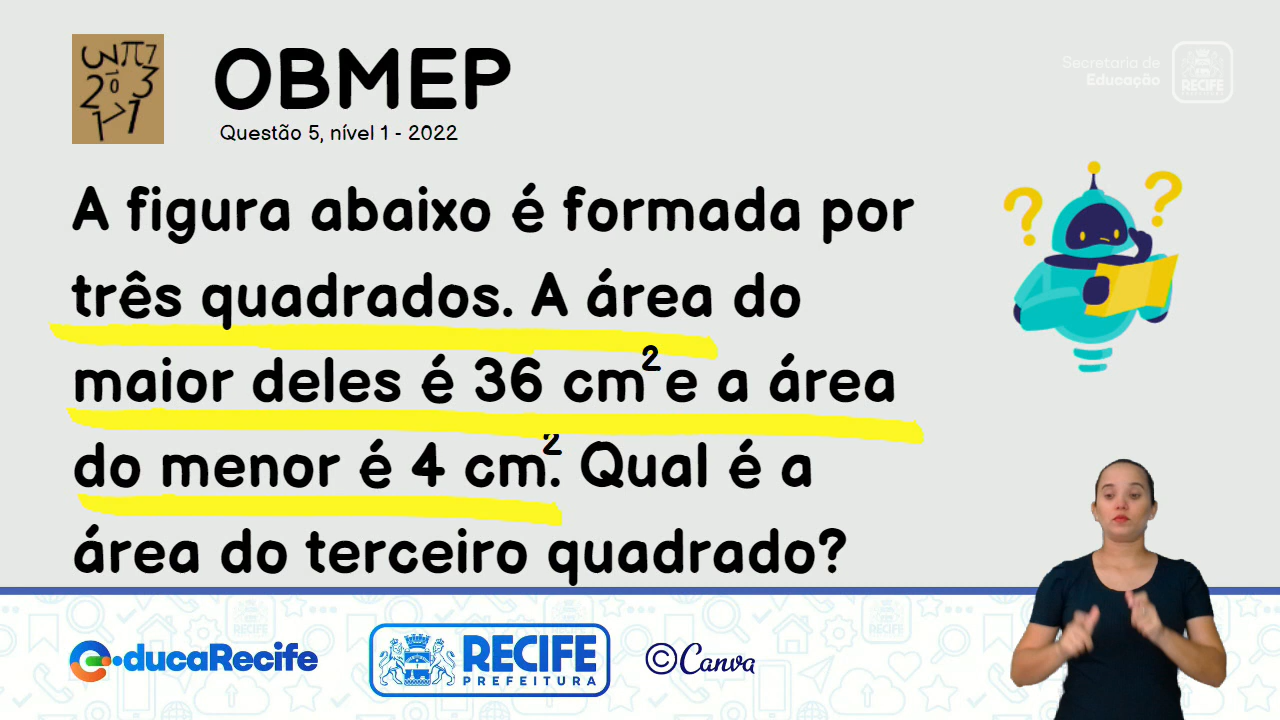 OBMEP
Questão 5, nível 1 - 2022
Secretaria de
Educação
RECIFE
PREFEITURA
A figura abaixo é formada por
três quadrados. A área do
maior deles é 36 cm² e a área
do menor é 4 cm². Qual é a
área do terceiro quadrado?
EducaRecife
RECIFE
PREFEITURA
©Canva